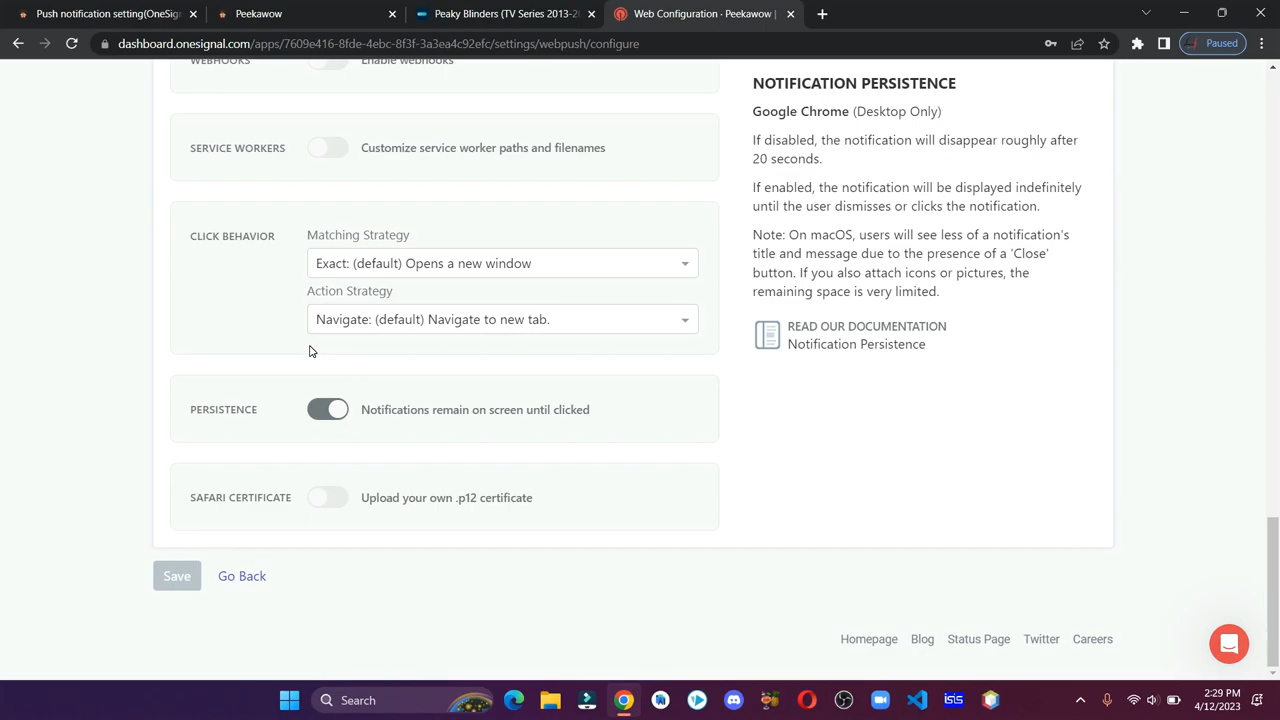 Push notification setting(OneSign
Peekawow
Peaky Blinders (TV Series 2013-20
Web Configuration - Peekawow |
dashboard.onesignal.com/apps/7609e416-8fde-4ebc-8f3f-3a3ea4c92efc/settings/webpush/configure
Paused
WEBHOOKS
Enable webhooks
SERVICE WORKERS
Customize service worker paths and filenames
CLICK BEHAVIOR
Matching Strategy
Exact: (default) Opens a new window
Action Strategy
Navigate: (default) Navigate to new tab.
PERSISTENCE
Notifications remain on screen until clicked
SAFARI CERTIFICATE
Upload your own .p12 certificate
NOTIFICATION PERSISTENCE
Google Chrome (Desktop Only)
If disabled, the notification will disappear roughly after
20 seconds.
If enabled, the notification will be displayed indefinitely
until the user dismisses or clicks the notification.
Note: On macOS, users will see less of a notification's
title and message due to the presence of a 'Close'
button. If you also attach icons or pictures, the
remaining space is very limited.
READ OUR DOCUMENTATION
Notification Persistence
Save
Go Back
Homepage
Blog
Status Page
Twitter
Careers
Search
ISIS
2:29 PM
4/12/2023